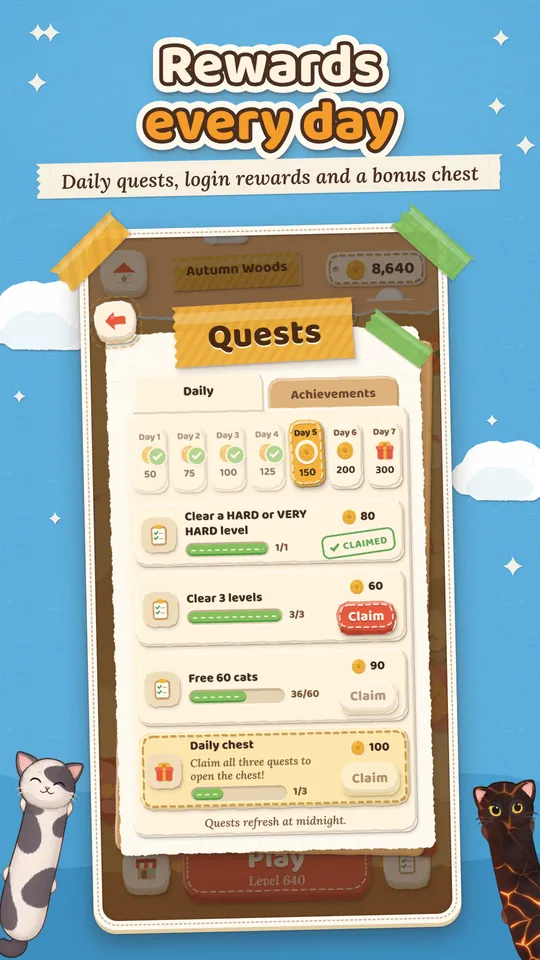 Rewards
every day
Daily quests, login rewards and a bonus chest
Autumn Woods
8,640
Quests
Daily
Achievements
Day 1
Day 2
Day 3
Day 4
Day 5
Day 6
Day 7
50
75
100
125
150
200
300
Clear a HARD or VERY
HARD level
80
1/1
CLAIMED
Clear 3 levels
60
3/3
Claim
Free 60 cats
90
36/60
Claim
Daily chest
100
Claim all three quests to
open the chest!
Claim
1/3
Quests refresh at midnight.
Play
Level 640